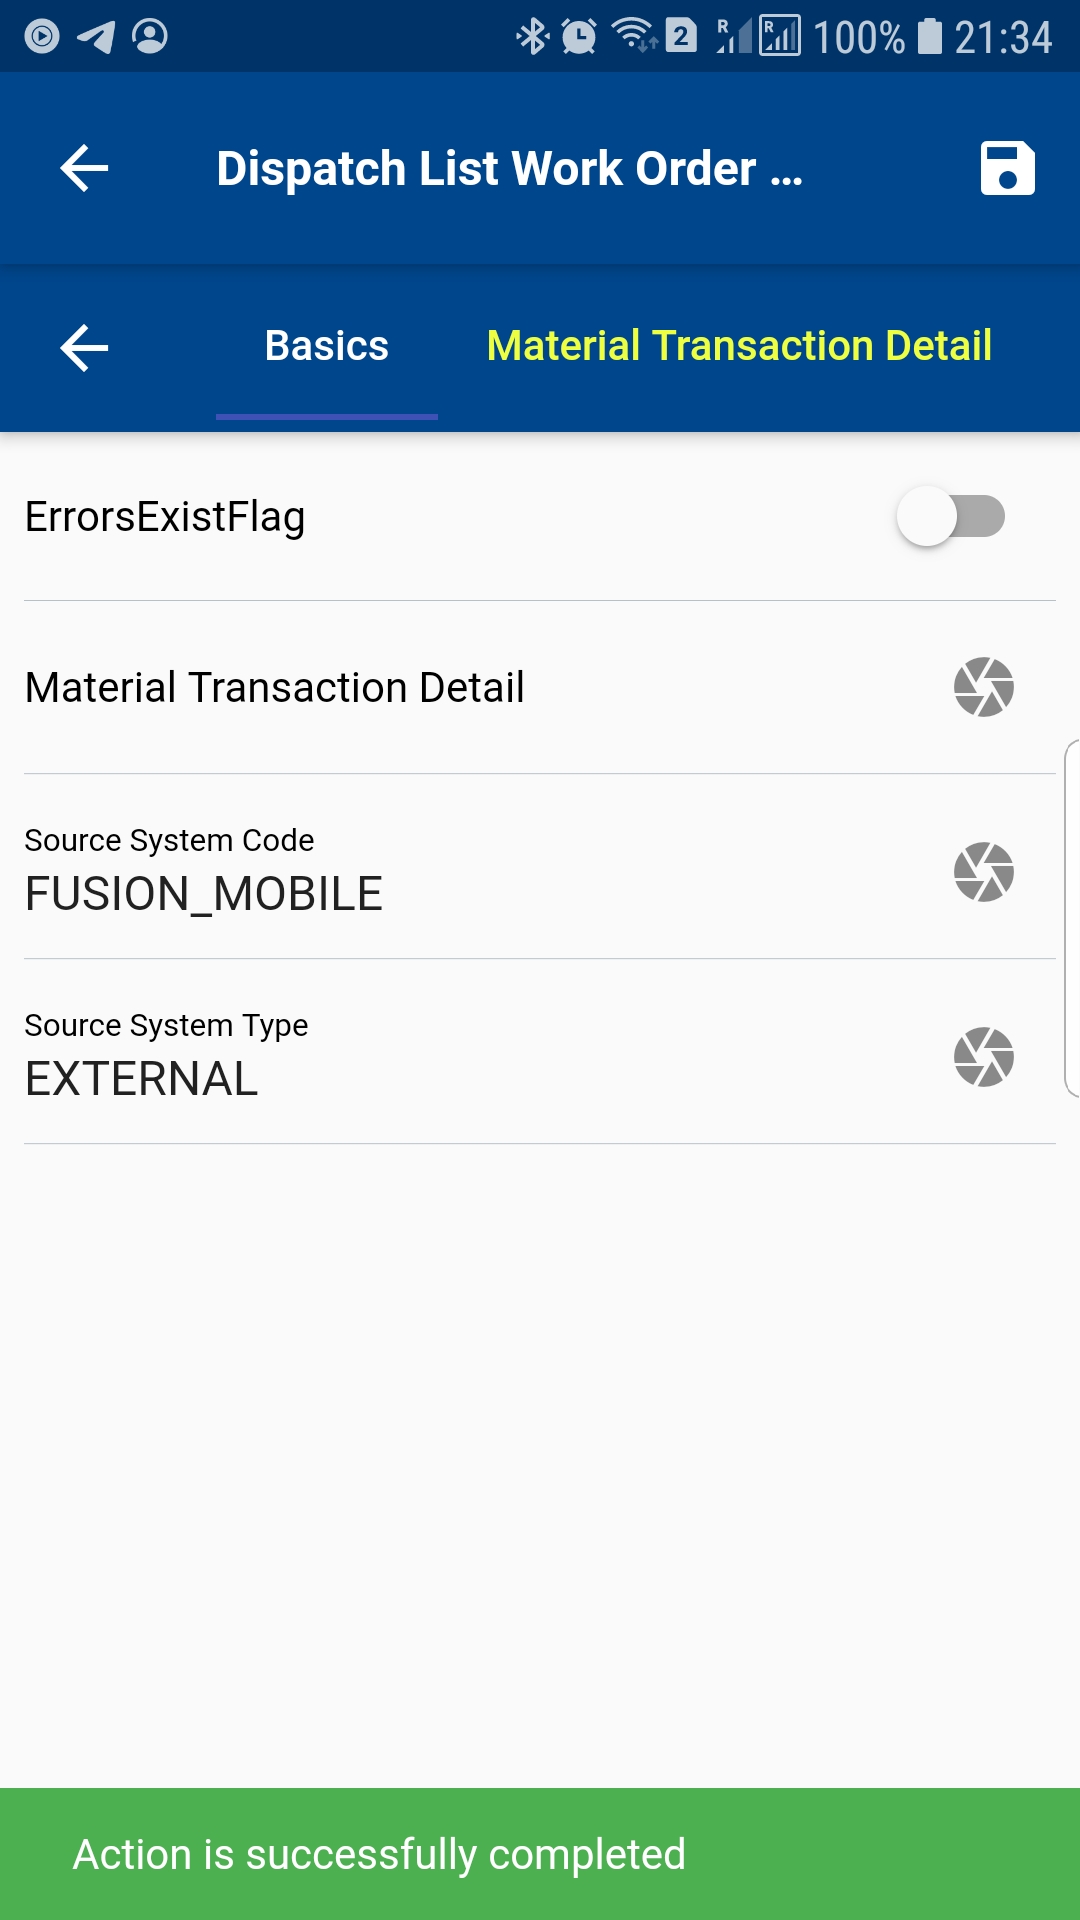 2 R R 100% 21:34
Dispatch List Work Order ...
Basics Material Transaction Detail
ErrorsExistFlag
Material Transaction Detail
Source System Code
FUSION_MOBILE
Source System Type
EXTERNAL
Action is successfully completed